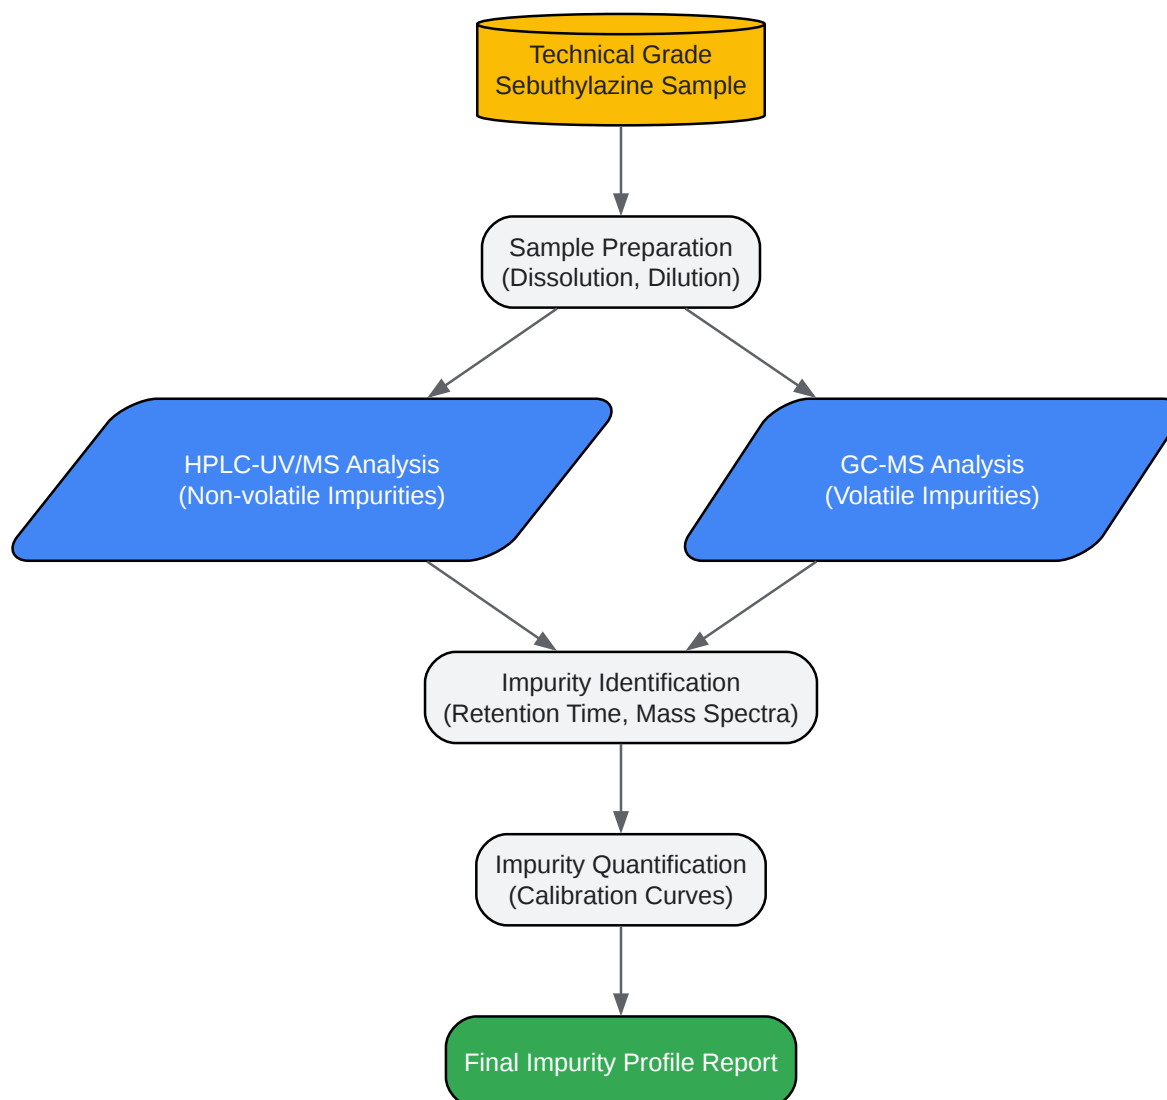 Technical Grade
Sebuthylazine Sample
Sample Preparation
(Dissolution, Dilution)
HPLC-UV/MS Analysis
(Non-volatile Impurities)
GC-MS Analysis
(Volatile Impurities)
Impurity Identification
(Retention Time, Mass Spectra)
Impurity Quantification
(Calibration Curves)
Final Impurity Profile Report